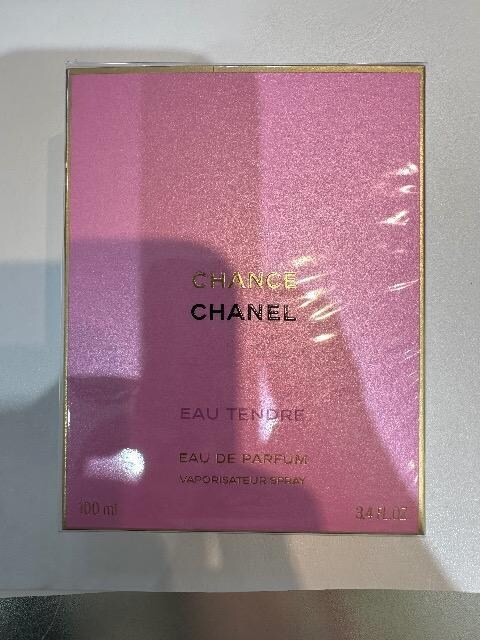 CHANCE
CHANEL
EAU TENDRE
EAU DE PARFUM
VAPORISATEUR SPRAY
100 ml
3.4 FL.OZ